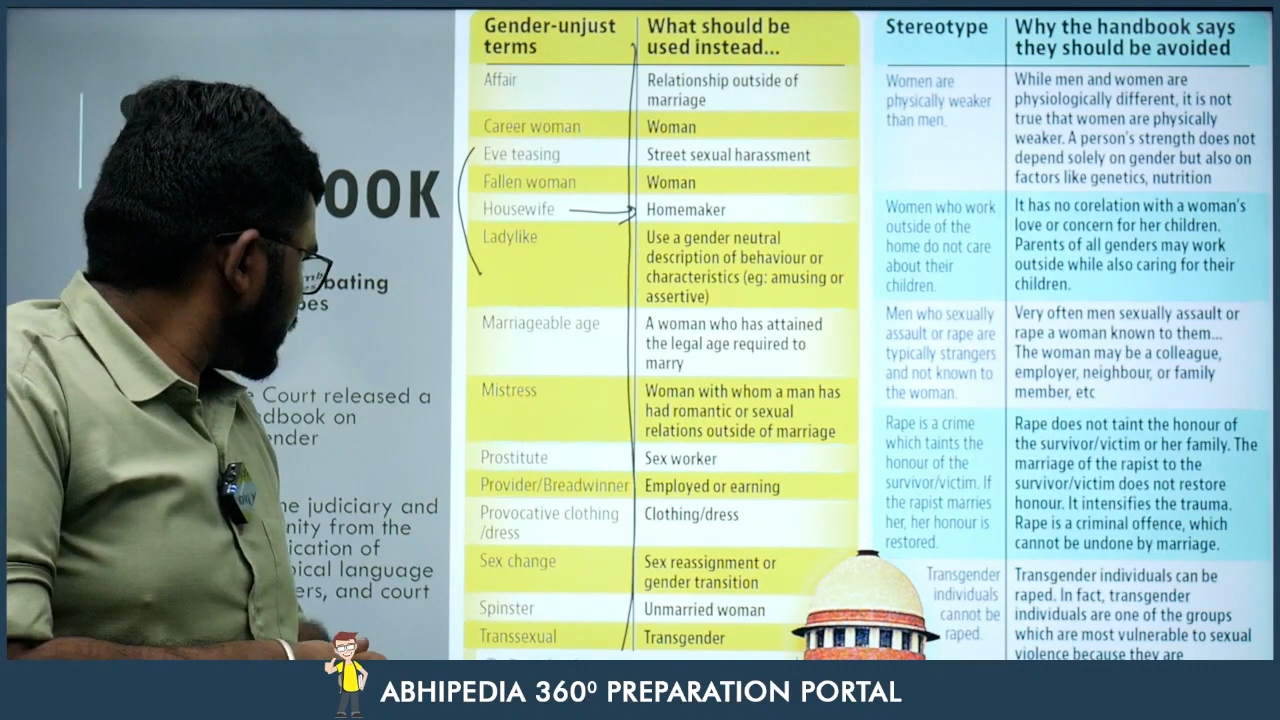 OOK
bating
pes
Court released a
dbook on
ender
ne judiciary and
nity from the
ication of
pical language
ers, and court
Gender-unjust
terms
What should be
used instead...
Affair
Relationship outside of
marriage
Career woman
Woman
Eve teasing
Street sexual harassment
Fallen woman
Woman
Housewife
Homemaker
Ladylike
Use a gender neutral
description of behaviour or
characteristics (eg: amusing or
assertive)
Marriageable age
A woman who has attained
the legal age required to
marry
Mistress
Woman with whom a man has
had romantic or sexual
relations outside of marriage
Prostitute
Sex worker
Provider/Breadwinner
Employed or earning
Provocative clothing
/dress
Clothing/dress
Sex change
Sex reassignment or
gender transition
Spinster
Unmarried woman
Transsexual
Transgender
Stereotype
Why the handbook says
they should be avoided
Women are
physically weaker
than men.
While men and women are
physiologically different, it is not
true that women are physically
weaker. A person's strength does not
depend solely on gender but also on
factors like genetics, nutrition
Women who work
outside of the
home do not care
about their
children.
It has no corelation with a woman's
love or concern for her children.
Parents of all genders may work
outside while also caring for their
children.
Men who sexually
assault or rape are
typically strangers
and not known to
the woman.
Very often men sexually assault or
rape a woman known to them...
The woman may be a colleague,
employer, neighbour, or family
member, etc
Rape is a crime
which taints the
honour of the
survivor/victim. If
the rapist marries
her, her honour is
restored.
Rape does not taint the honour of
the survivor/victim or her family. The
marriage of the rapist to the
survivor/victim does not restore
honour. It intensifies the trauma.
Rape is a criminal offence, which
cannot be undone by marriage.
Transgender
individuals
cannot be
raped.
Transgender individuals can be
raped. In fact, transgender
individuals are one of the groups
which are most vulnerable to sexual
violence because they are
ABHIPEDIA 360⁰ PREPARATION PORTAL